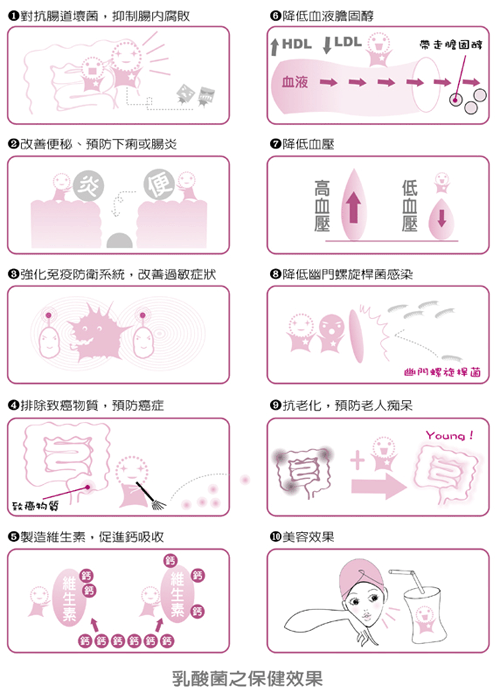 ❶對抗腸道壞菌，抑制腸內腐敗
❷改善便秘、預防下痢或腸炎
炎
便
❸強化免疫防衛系統，改善過敏症狀
❹排除致癌物質，預防癌症
致癌物質
❺製造維生素，促進鈣吸收
鈣
鈣
鈣
維生素
鈣鈣鈣鈣鈣鈣
鈣
鈣
維生素
鈣
❻降低血液膽固醇
HDL
LDL
帶走膽固醇
血液
❼降低血壓
高血壓
低血壓
❽降低幽門螺旋桿菌感染
幽門螺旋桿菌
❾抗老化，預防老人痴呆
Young！
❿美容效果
乳酸菌之保健效果